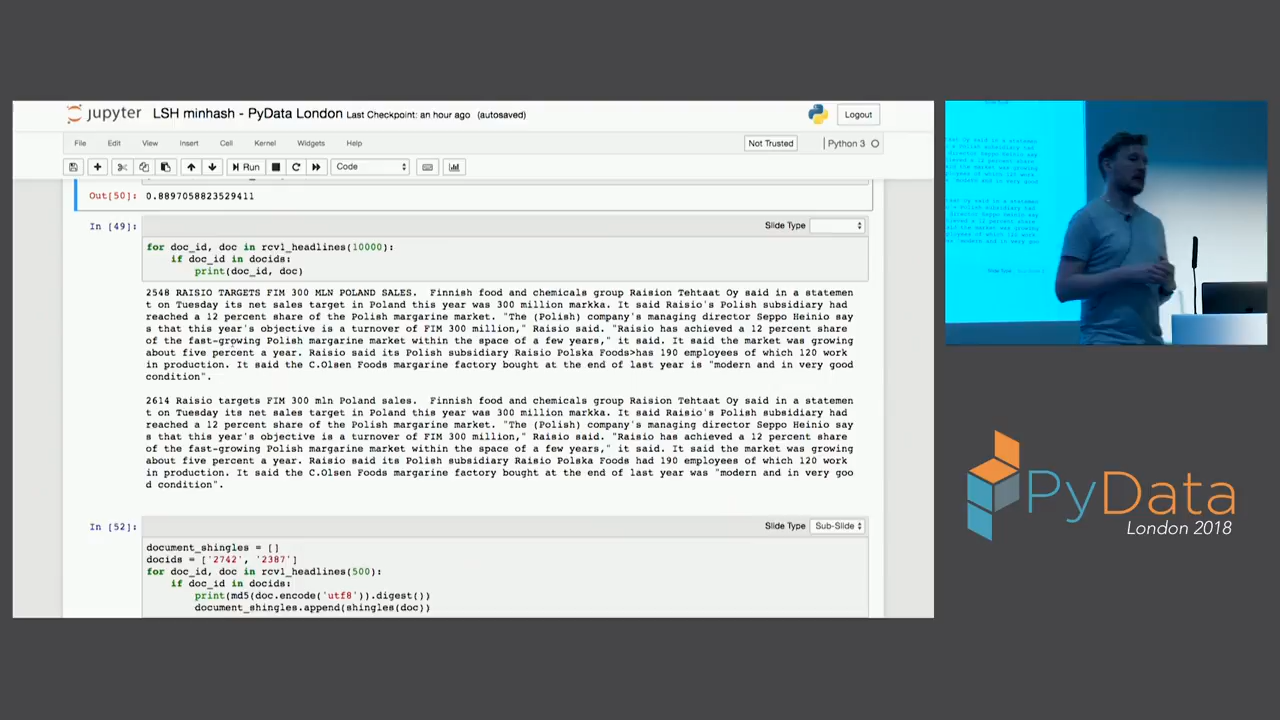 jupyter LSH minhash - PyData London Last Checkpoint: an hour ago (autosaved)
Logout
File Edit View Insert Cell Kernel Widgets Help
Not Trusted
Python 3
Run
Code
Out[50]: 0.8897058823529411
In [49]:
Slide Type
for doc_id, doc in rcv1_headlines(10000):
if doc_id in docids:
print(doc_id, doc)
2548 RAISIO TARGETS FIM 300 MLN POLAND SALES. Finnish food and chemicals group Raision Tehtaat Oy said in a statemen
t on Tuesday its net sales target in Poland this year was 300 million markka. It said Raisio's Polish subsidiary had
reached a 12 percent share of the Polish margarine market. "The (Polish) company's managing director Seppo Heinio say
s that this year's objective is a turnover of FIM 300 million," Raisio said. "Raisio has achieved a 12 percent share
of the fast-growing Polish margarine market within the space of a few years," it said. It said the market was growing
about five percent a year. Raisio said its Polish subsidiary Raisio Polska Foods>has 190 employees of which 120 work
in production. It said the C.Olsen Foods margarine factory bought at the end of last year is "modern and in very good
condition".
2614 Raisio targets FIM 300 mln Poland sales. Finnish food and chemicals group Raision Tehtaat Oy said in a statemen
t on Tuesday its net sales target in Poland this year was 300 million markka. It said Raisio's Polish subsidiary had
reached a 12 percent share of the Polish margarine market. "The (Polish) company's managing director Seppo Heinio say
s that this year's objective is a turnover of FIM 300 million," Raisio said. "Raisio has achieved a 12 percent share
of the fast-growing Polish margarine market within the space of a few years," it said. It said the market was growing
about five percent a year. Raisio said its Polish subsidiary Raisio Polska Foods had 190 employees of which 120 work
in production. It said the C.Olsen Foods margarine factory bought at the end of last year was "modern and in very goo
d condition".
In [52]:
Slide Type Sub-Slide
document_shingles = []
docids = ['2742', '2387']
for doc_id, doc in rcv1_headlines(500):
if doc_id in docids:
print(md5(doc.encode('utf8')).digest())
document_shingles.append(shingles(doc))
PyData
London 2018